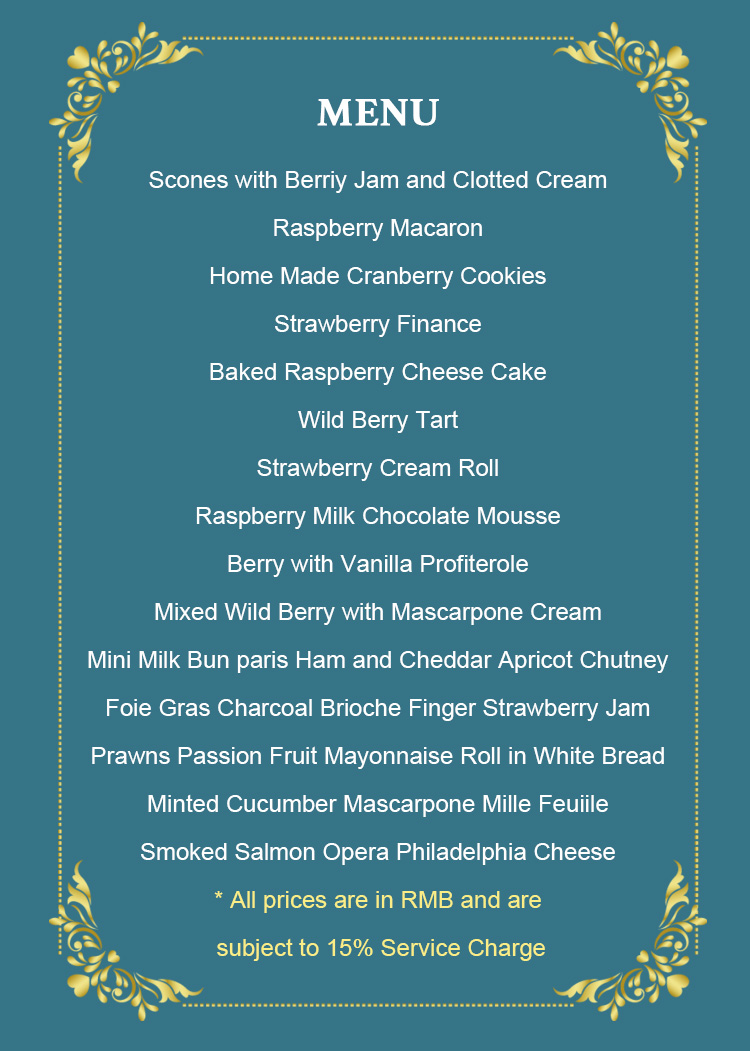 MENU
Scones with Berriy Jam and Clotted Cream
Raspberry Macaron
Home Made Cranberry Cookies
Strawberry Finance
Baked Raspberry Cheese Cake
Wild Berry Tart
Strawberry Cream Roll
Raspberry Milk Chocolate Mousse
Berry with Vanilla Profiterole
Mixed Wild Berry with Mascarpone Cream
Mini Milk Bun paris Ham and Cheddar Apricot Chutney
Foie Gras Charcoal Brioche Finger Strawberry Jam
Prawns Passion Fruit Mayonnaise Roll in White Bread
Minted Cucumber Mascarpone Mille Feuiile
Smoked Salmon Opera Philadelphia Cheese
* All prices are in RMB and are
subject to 15% Service Charge